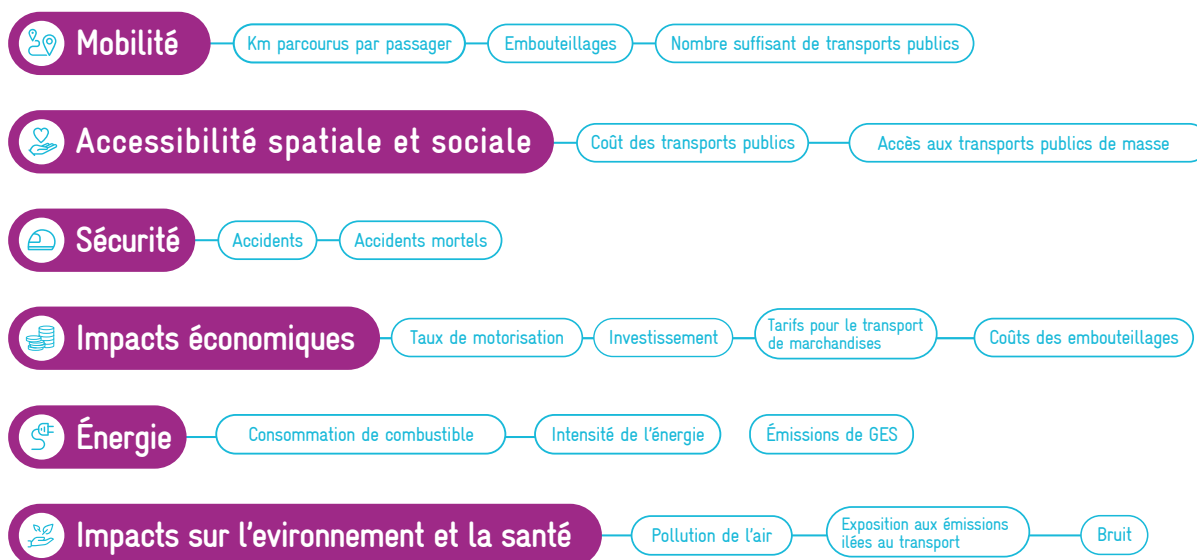 Mobilité
Km parcourus par passager
Embouteillages
Nombre suffisant de transports publics
Accessibilité spatiale et sociale
Coût des transports publics
Accès aux transports publics de masse
Sécurité
Accidents
Accidents mortels
Impacts économiques
Taux de motorisation
Investissement
Tarifs pour le transport
de marchandises
Coûts des embouteillages
Énergie
Consommation de combustible
Intensité de l'énergie
Émissions de GES
Impacts sur l'evironnement et la santé
Pollution de l'air
Exposition aux émissions
ilées au transport
Bruit